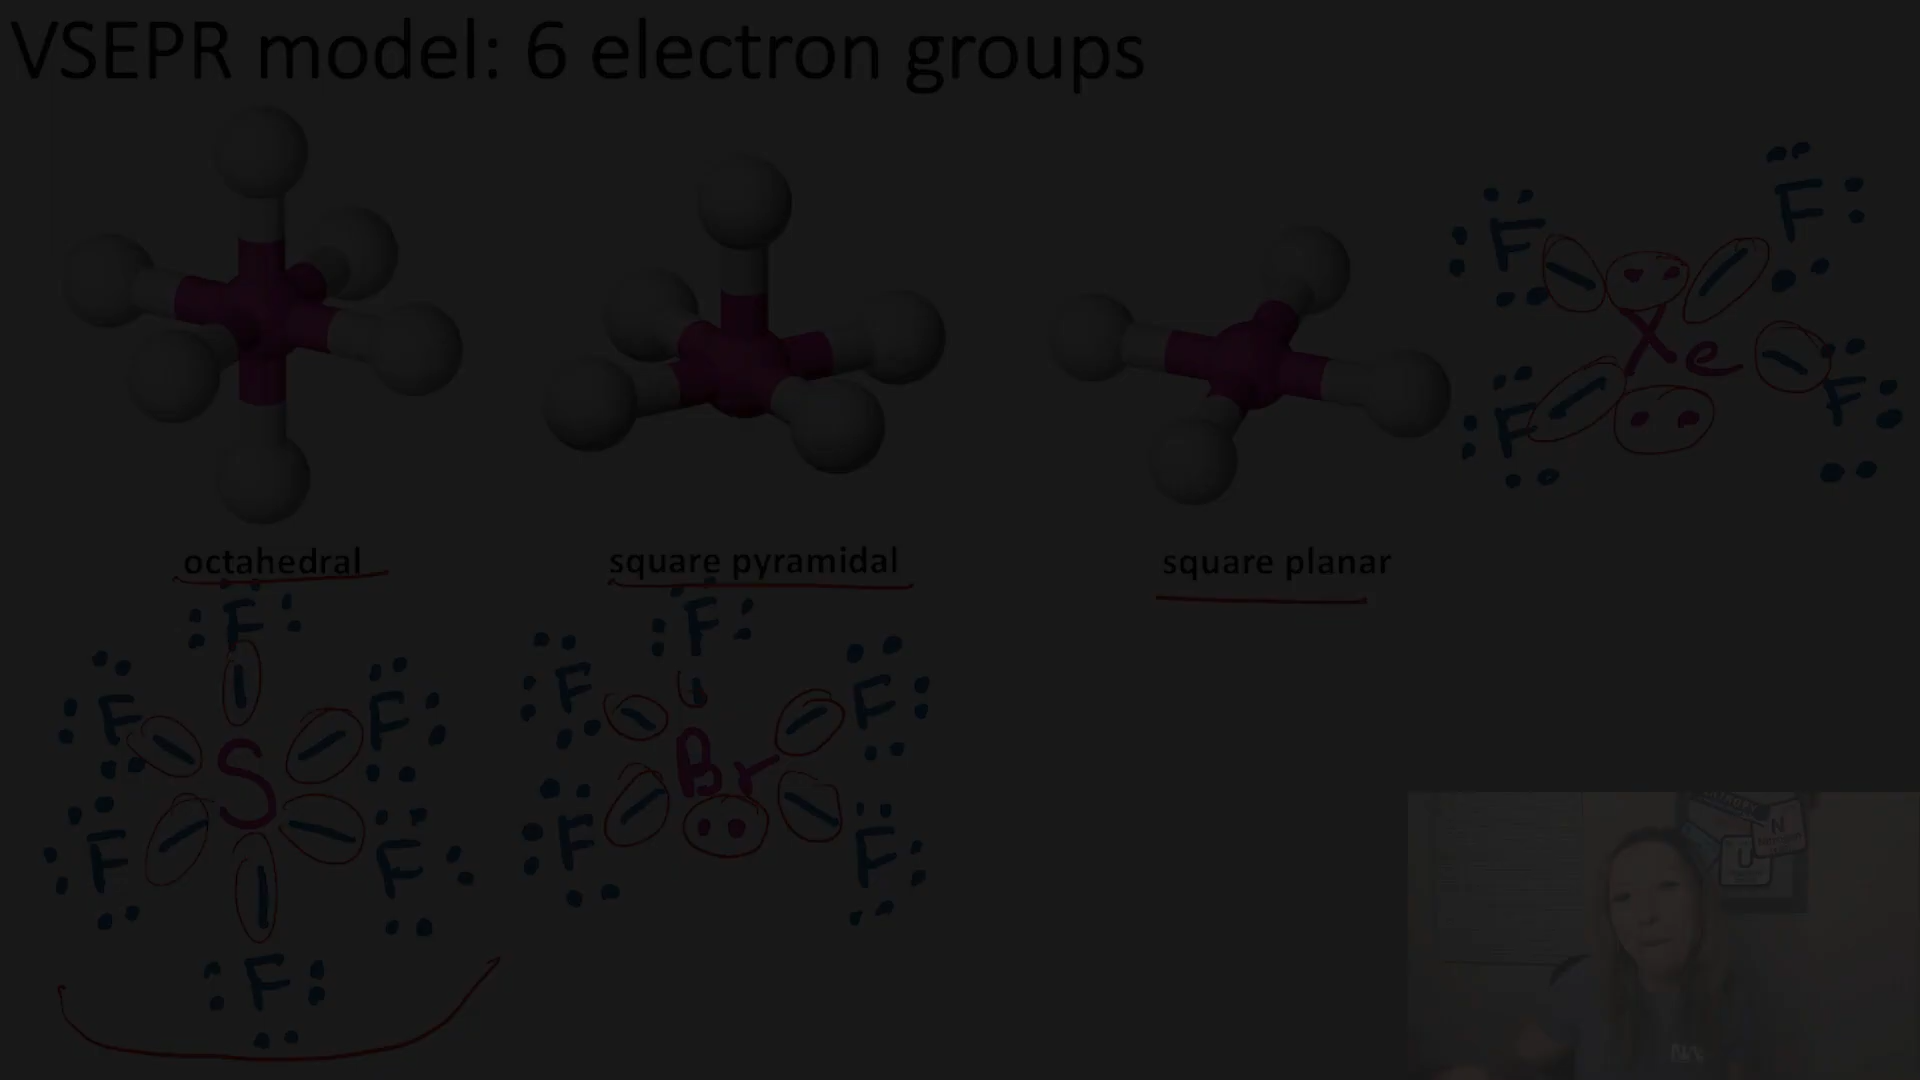 VSEPR model: 6 electron groups
F
F
Xe
F
F
octahedral
square pyramidal
square planar
F
F
F
S
F
F
F
F
F
F
Br
F
F
N
U